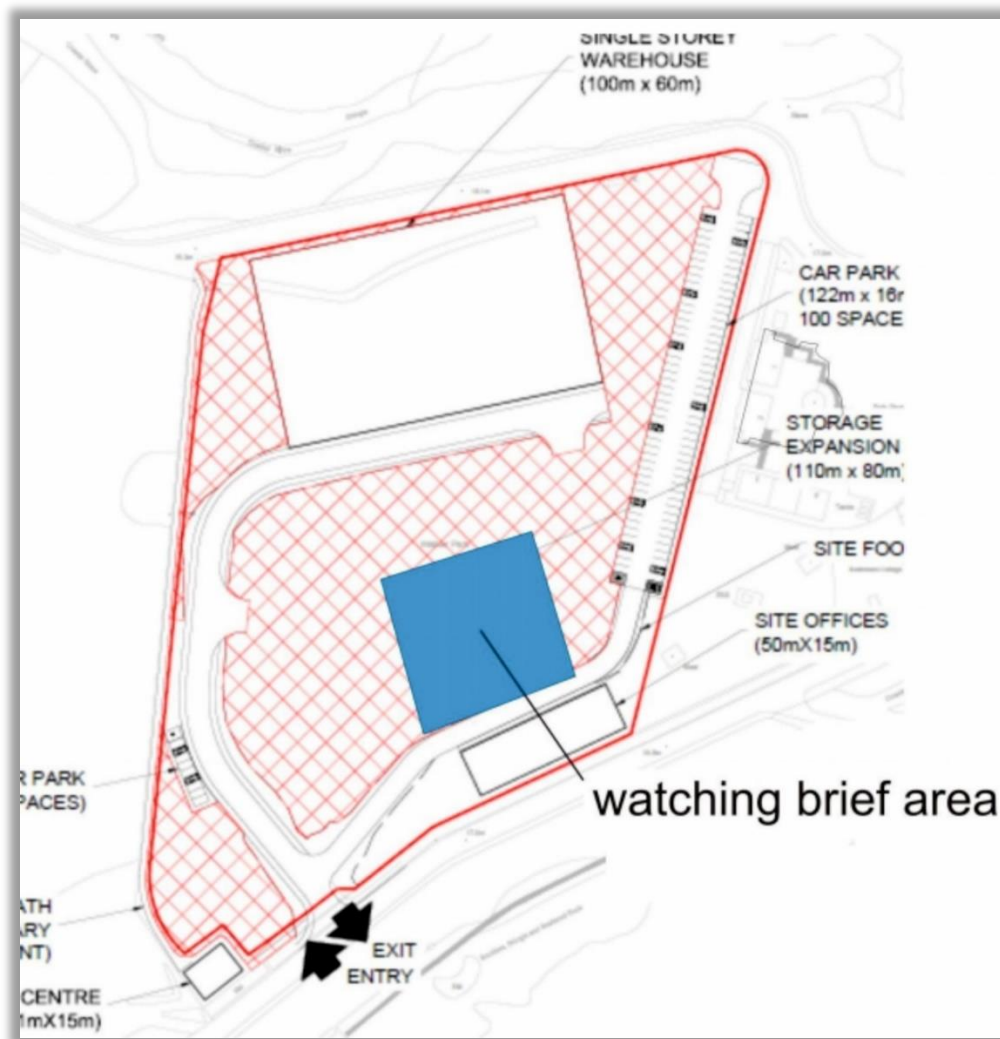 SINGLE STOREY
WAREHOUSE
(100m x 60m)
CAR PARK
(122m x 16
100 SPACE
STORAGE
EXPANSION
(110m x 80m)
SITE FOO
SITE OFFICES
(50mX15m)
watching brief area
R PARK
PACES)
ATH
ARY
NT)
EXIT
ENTRY
CENTRE
1mX15m)